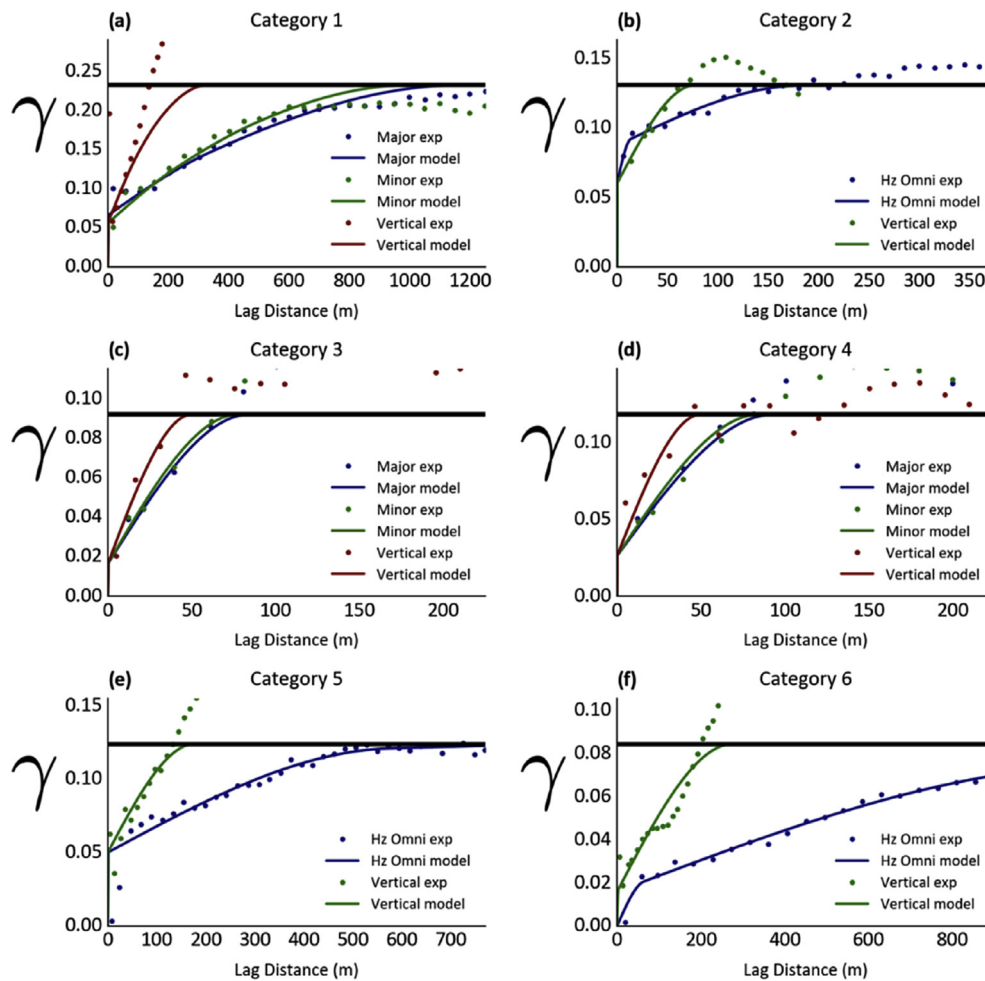 (a) Category 1
γ
0.25
0.20
0.15
0.10
0.05
0.00
Major exp
Major model
Minor exp
Minor model
Vertical exp
Vertical model
0 200 400 600 800 1000 1200
Lag Distance (m)
(b) Category 2
γ
0.15
0.10
0.05
0.00
Hz Omni exp
Hz Omni model
Vertical exp
Vertical model
0 50 100 150 200 250 300 350
Lag Distance (m)
(c) Category 3
γ
0.10
0.08
0.06
0.04
0.02
0.00
Major exp
Major model
Minor exp
Minor model
Vertical exp
Vertical model
0 50 100 150 200
Lag Distance (m)
(d) Category 4
γ
0.10
0.05
0.00
Major exp
Major model
Minor exp
Minor model
Vertical exp
Vertical model
0 50 100 150 200
Lag Distance (m)
(e) Category 5
γ
0.15
0.10
0.05
0.00
Hz Omni exp
Hz Omni model
Vertical exp
Vertical model
0 100 200 300 400 500 600 700
Lag Distance (m)
(f) Category 6
γ
0.10
0.08
0.06
0.04
0.02
0.00
Hz Omni exp
Hz Omni model
Vertical exp
Vertical model
0 200 400 600 800
Lag Distance (m)